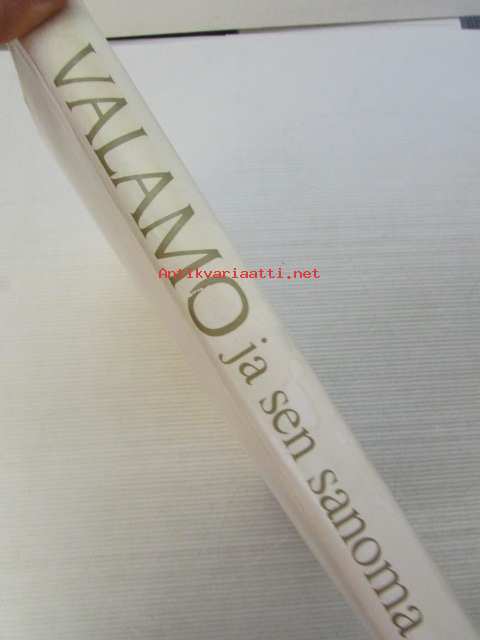 VALAMO ja sen sanoma
Antikvariaatti.net